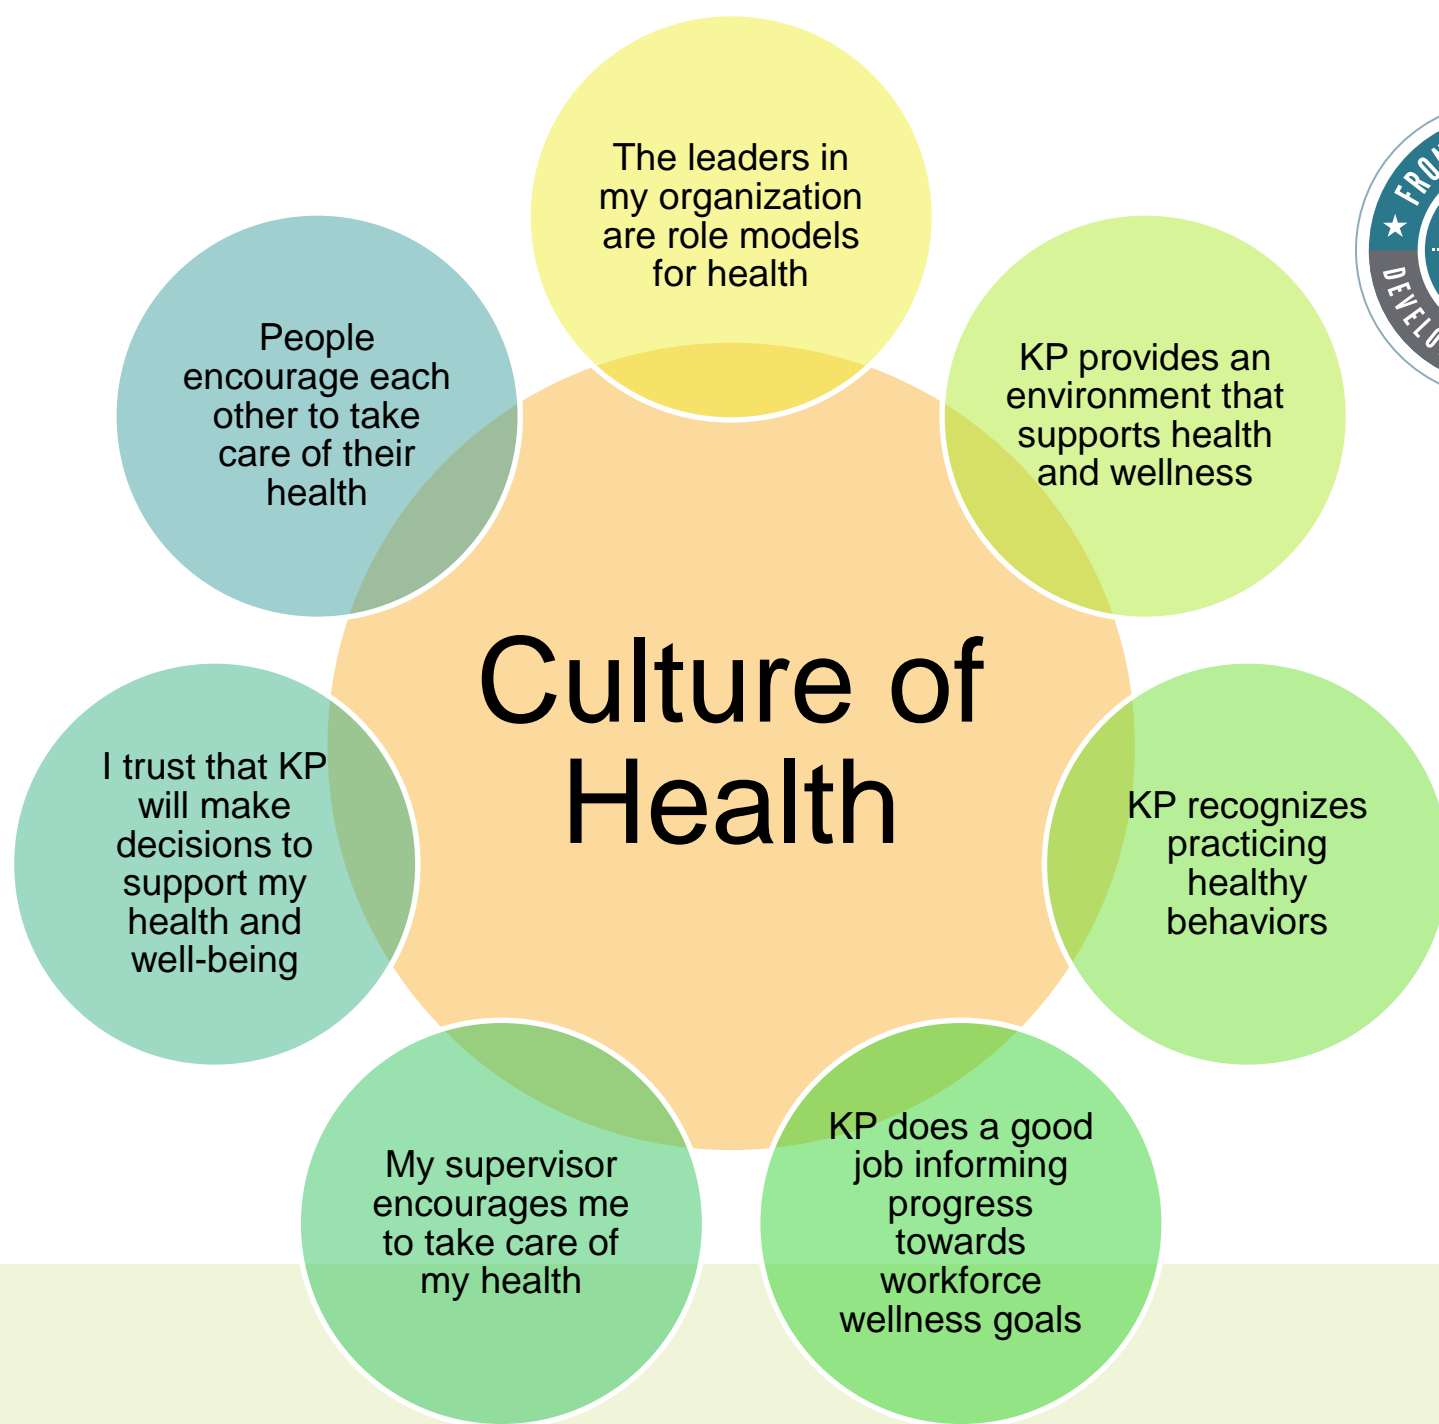 The leaders in
my organization
are role models
for health
KP provides an
environment that
supports health
and wellness
KP recognizes
practicing
healthy
behaviors
KP does a good
job informing
progress
towards
workforce
wellness goals
My supervisor
encourages me
to take care of
my health
I trust that KP
will make
decisions to
support my
health and
well-being
People
encourage each
other to take
care of their
health
Culture of
Health